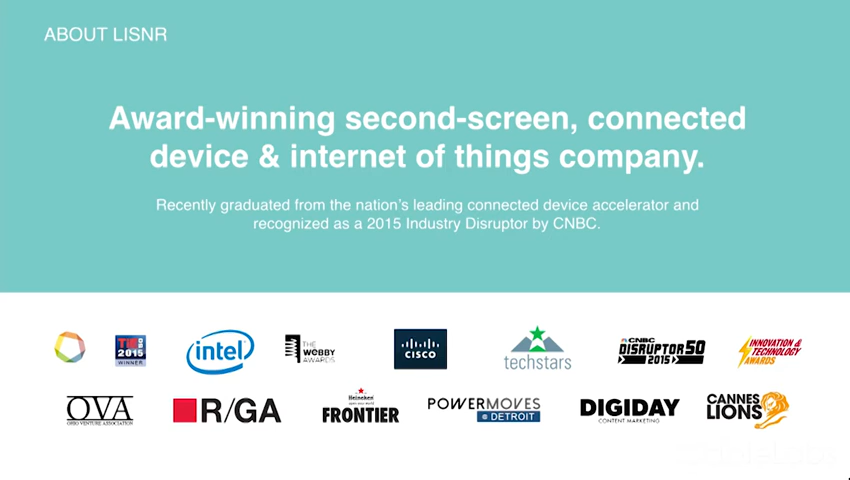 ABOUT LISNR
Award-winning second-screen, connected
device & internet of things company.
Recently graduated from the nation's leading connected device accelerator and
recognized as a 2015 Industry Disruptor by CNBC.
2015
WINNER
intel
THE
WEBBY
AWARDS
CISCO
techstars
CNBC
DISRUPTOR 50
2015
INNOVATION &
TECHNOLOGY
AWARDS
OVA
OHIO VENTURE ASSOCIATION
R/GA
Heineken
open your world
FRONTIER
POWERMOVES
@ DETROIT
DIGIDAY
CONTENT MARKETING
CANNES
LIONS